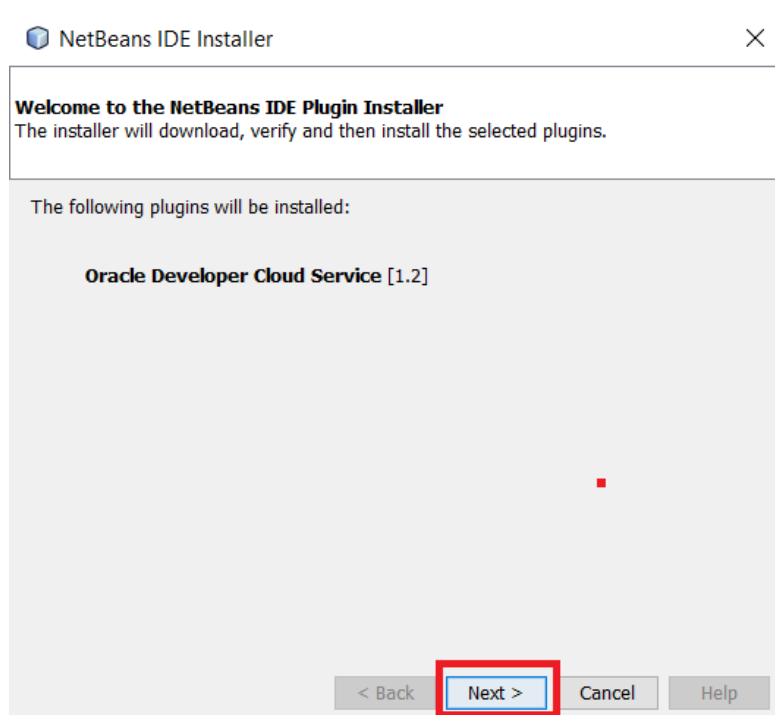 NetBeans IDE Installer
Welcome to the NetBeans IDE Plugin Installer
The installer will download, verify and then install the selected plugins.
The following plugins will be installed:
Oracle Developer Cloud Service [1.2]
< Back Next > Cancel Help